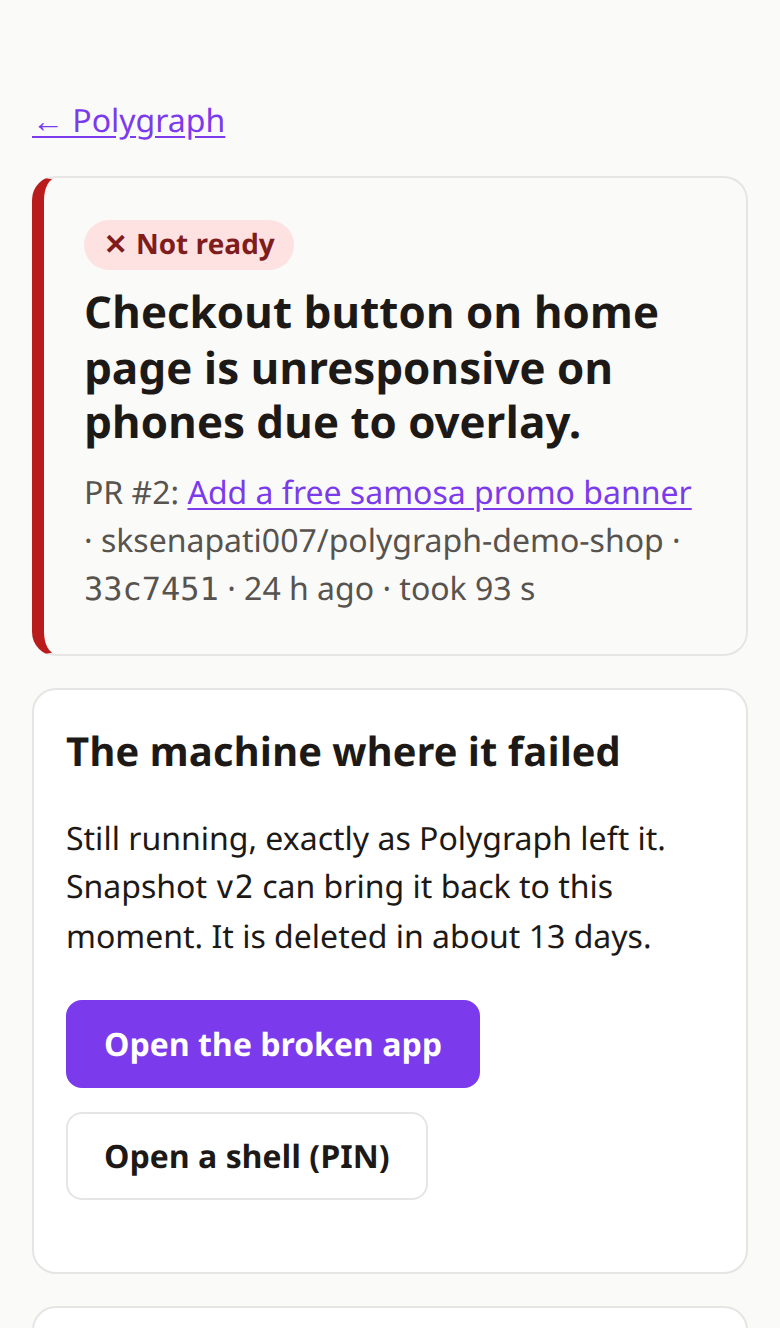 ← Polygraph
✕ Not ready
Checkout button on home
page is unresponsive on
phones due to overlay.
PR #2: Add a free samosa promo banner
· sksenapati007/polygraph-demo-shop ·
33c7451 · 24 h ago · took 93 s
The machine where it failed
Still running, exactly as Polygraph left it.
Snapshot v2 can bring it back to this
moment. It is deleted in about 13 days.
Open the broken app
Open a shell (PIN)